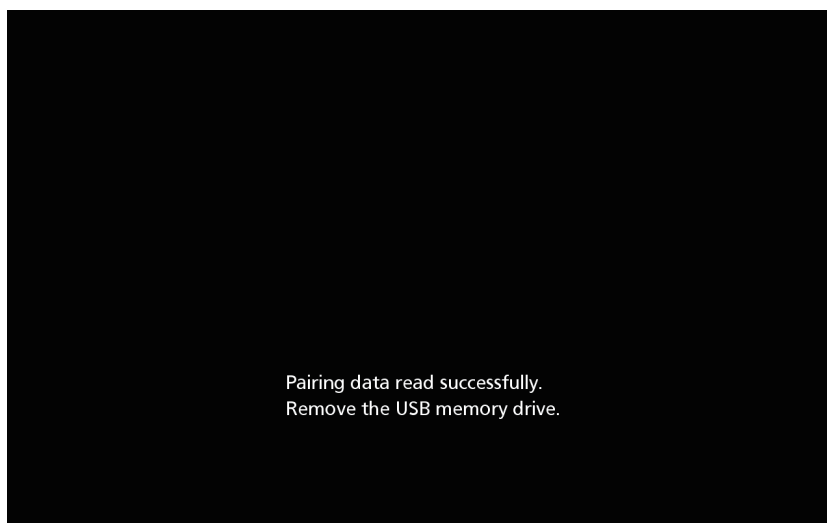 Pairing data read successfully.
Remove the USB memory drive.